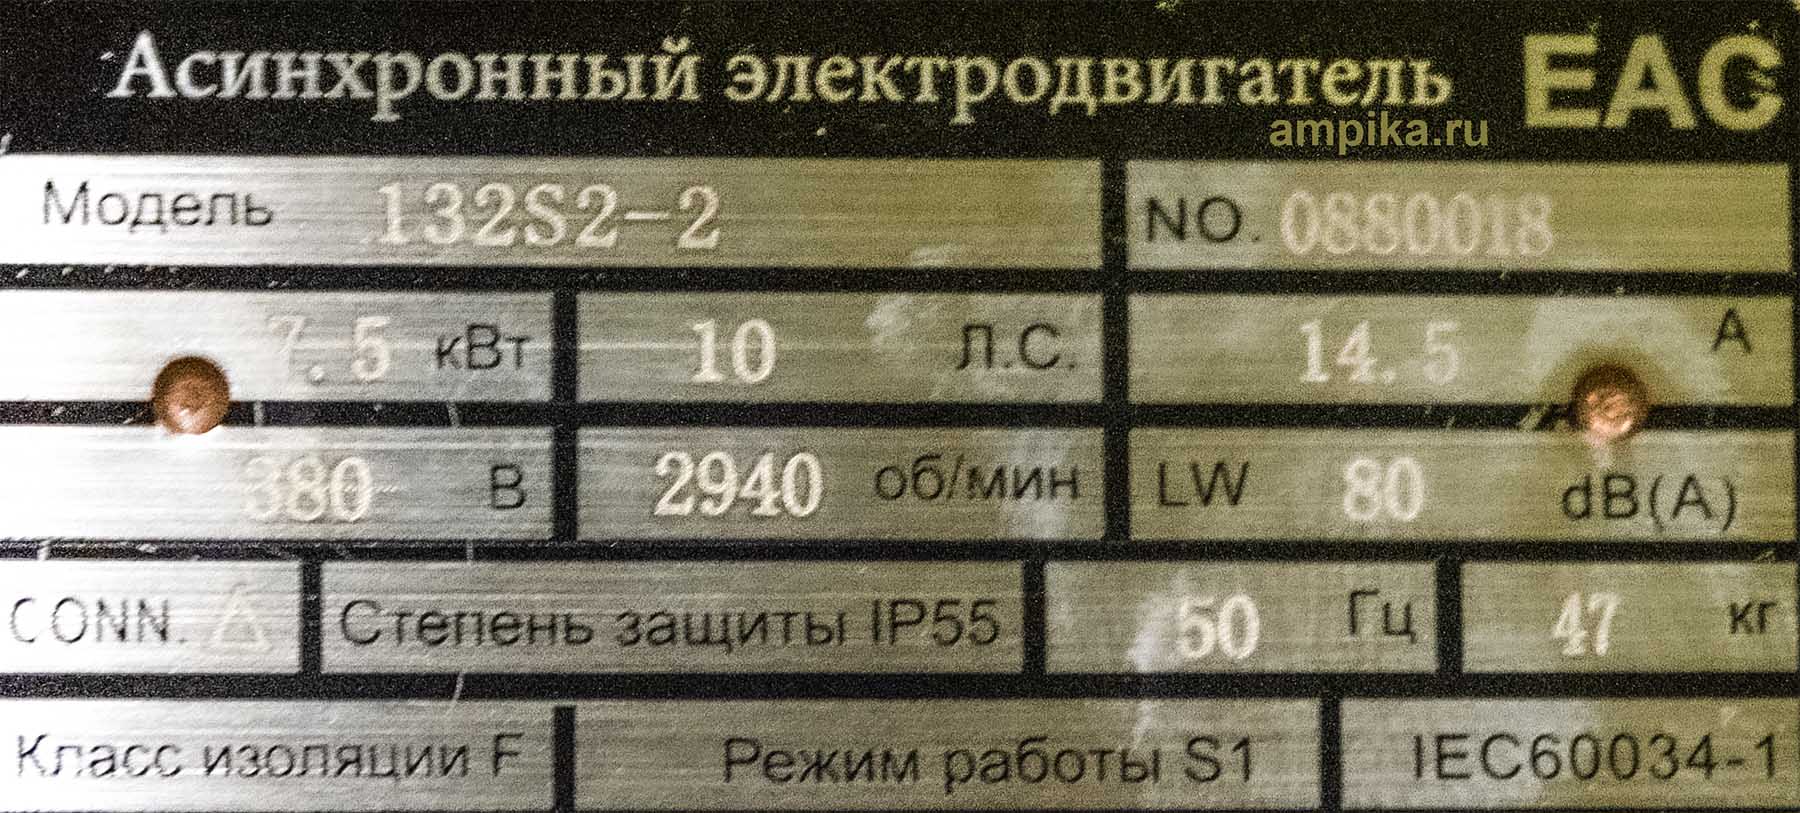 Асинхронный электродвигатель EAC
ampika.ru
Модель 132S2-2 NO. 0880018
7.5 кВт 10 Л.С. 14.5 А
380 В 2940 об/мин LW 80 dB(A)
CONN. △ Степень защиты IP55 50 Гц 47 кг
Класс изоляции F Режим работы S1 IEC60034-1